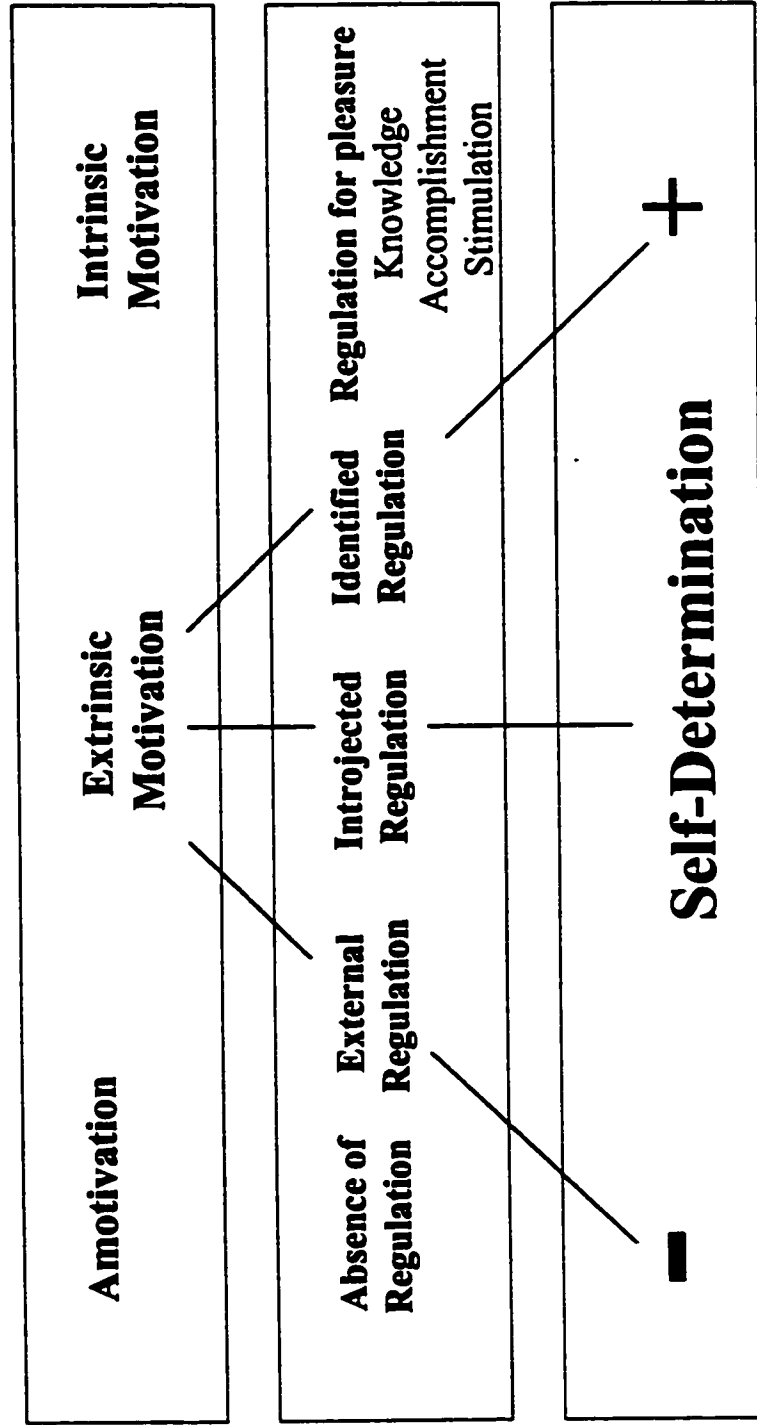 Amotivation
Extrinsic
Motivation
Intrinsic
Motivation
Absence of
Regulation
External
Regulation
Introjected
Regulation
Identified
Regulation
Regulation for pleasure
Knowledge
Accomplishment
Stimulation
-
Self-Determination
+